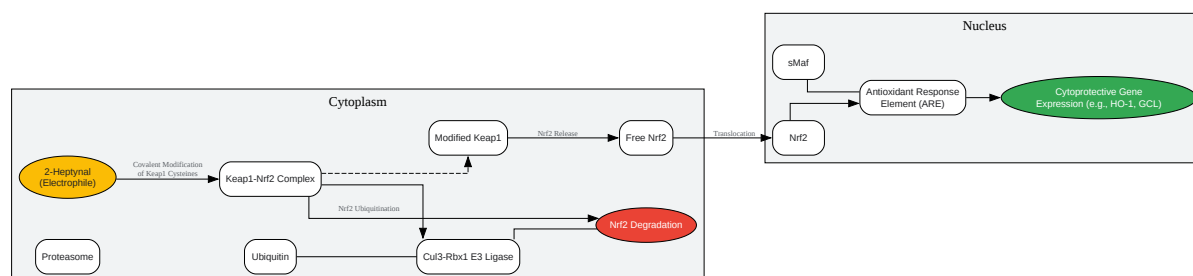 Nucleus
sMaf
Antioxidant Response
Element (ARE)
Cytoprotective Gene
Expression (e.g., HO-1, GCL)
Nrf2
Cytoplasm
Modified Keap1
Nrf2 Release
Free Nrf2
Translocation
2-Heptynal
(Electrophile)
Covalent Modification
of Keap1 Cysteines
Keap1-Nrf2 Complex
Nrf2 Ubiquitination
Nrf2 Degradation
Proteasome
Ubiquitin
Cul3-Rbx1 E3 Ligase